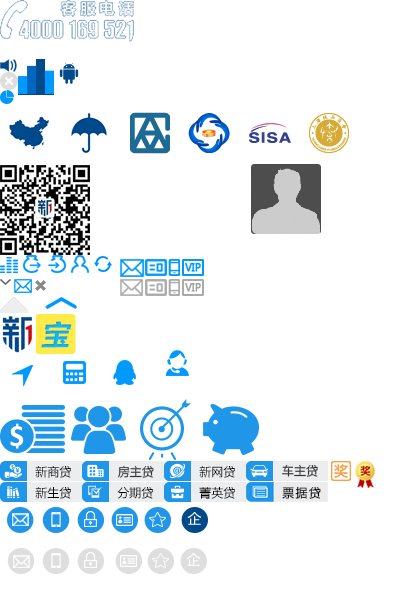 客服电话
4000 169 521
SISA
VIP
VIP
新
宝
$
新商贷 房主贷 新网贷 车主贷 奖 奖
新生贷 分期贷 菁英贷 票据贷
企
企